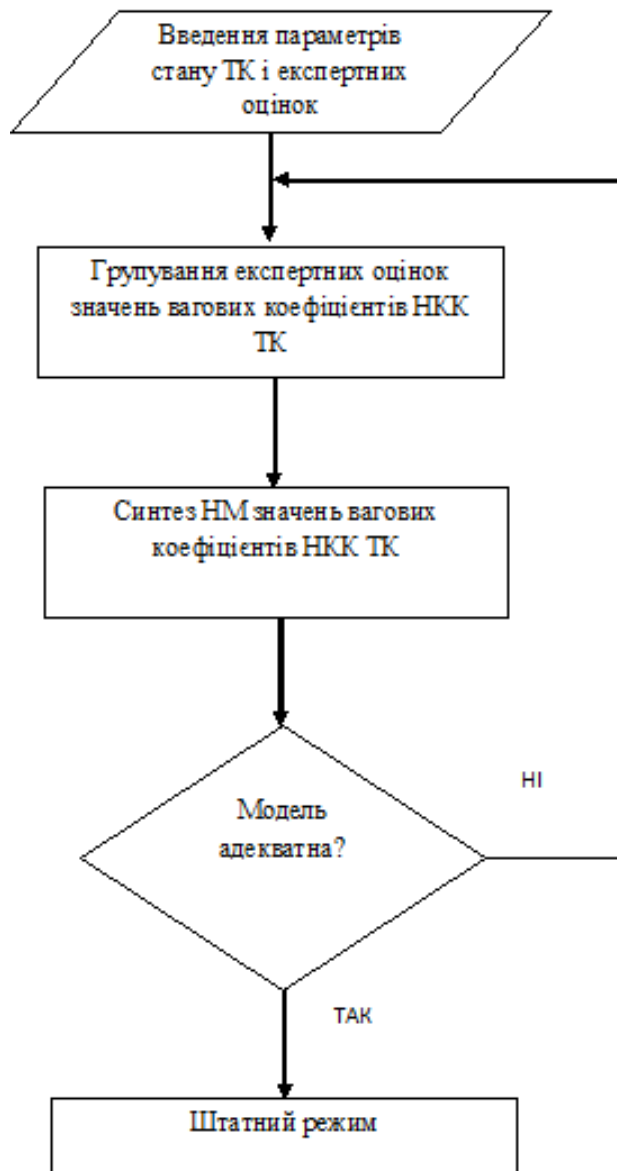 Введення параметрів
стану ТК і експертних
оцінок
Групування експертних оцінок
значень вагових коефіцієнтів НКК
ТК
Синтез НМ значень вагових
коефіцієнтів НКК ТК
Модель
адекватна?
НІ
ТАК
Штатний режим